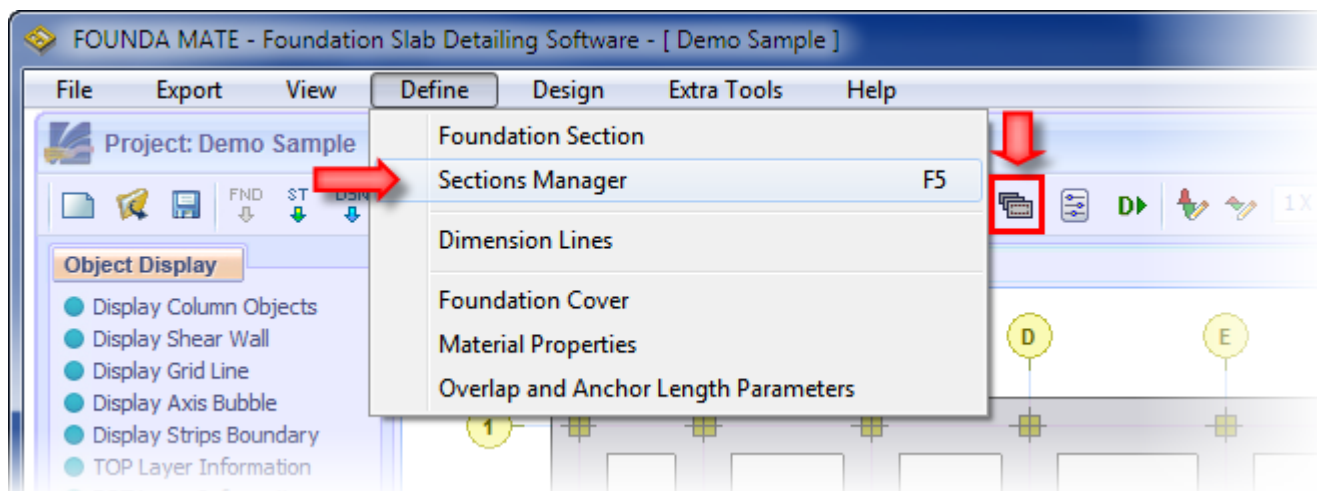 FOUNDA MATE - Foundation Slab Detailing Software - [ Demo Sample ]
File Export View Define Design Extra Tools Help
Project: Demo Sample
Foundation Section
Sections Manager F5
FND ST DSN
D
1X
Dimension Lines
Object Display
Foundation Cover
Display Column Objects
Display Shear Wall
Material Properties
D E
Display Grid Line
Overlap and Anchor Length Parameters
Display Axis Bubble
Display Strips Boundary
1
TOP Layer Information